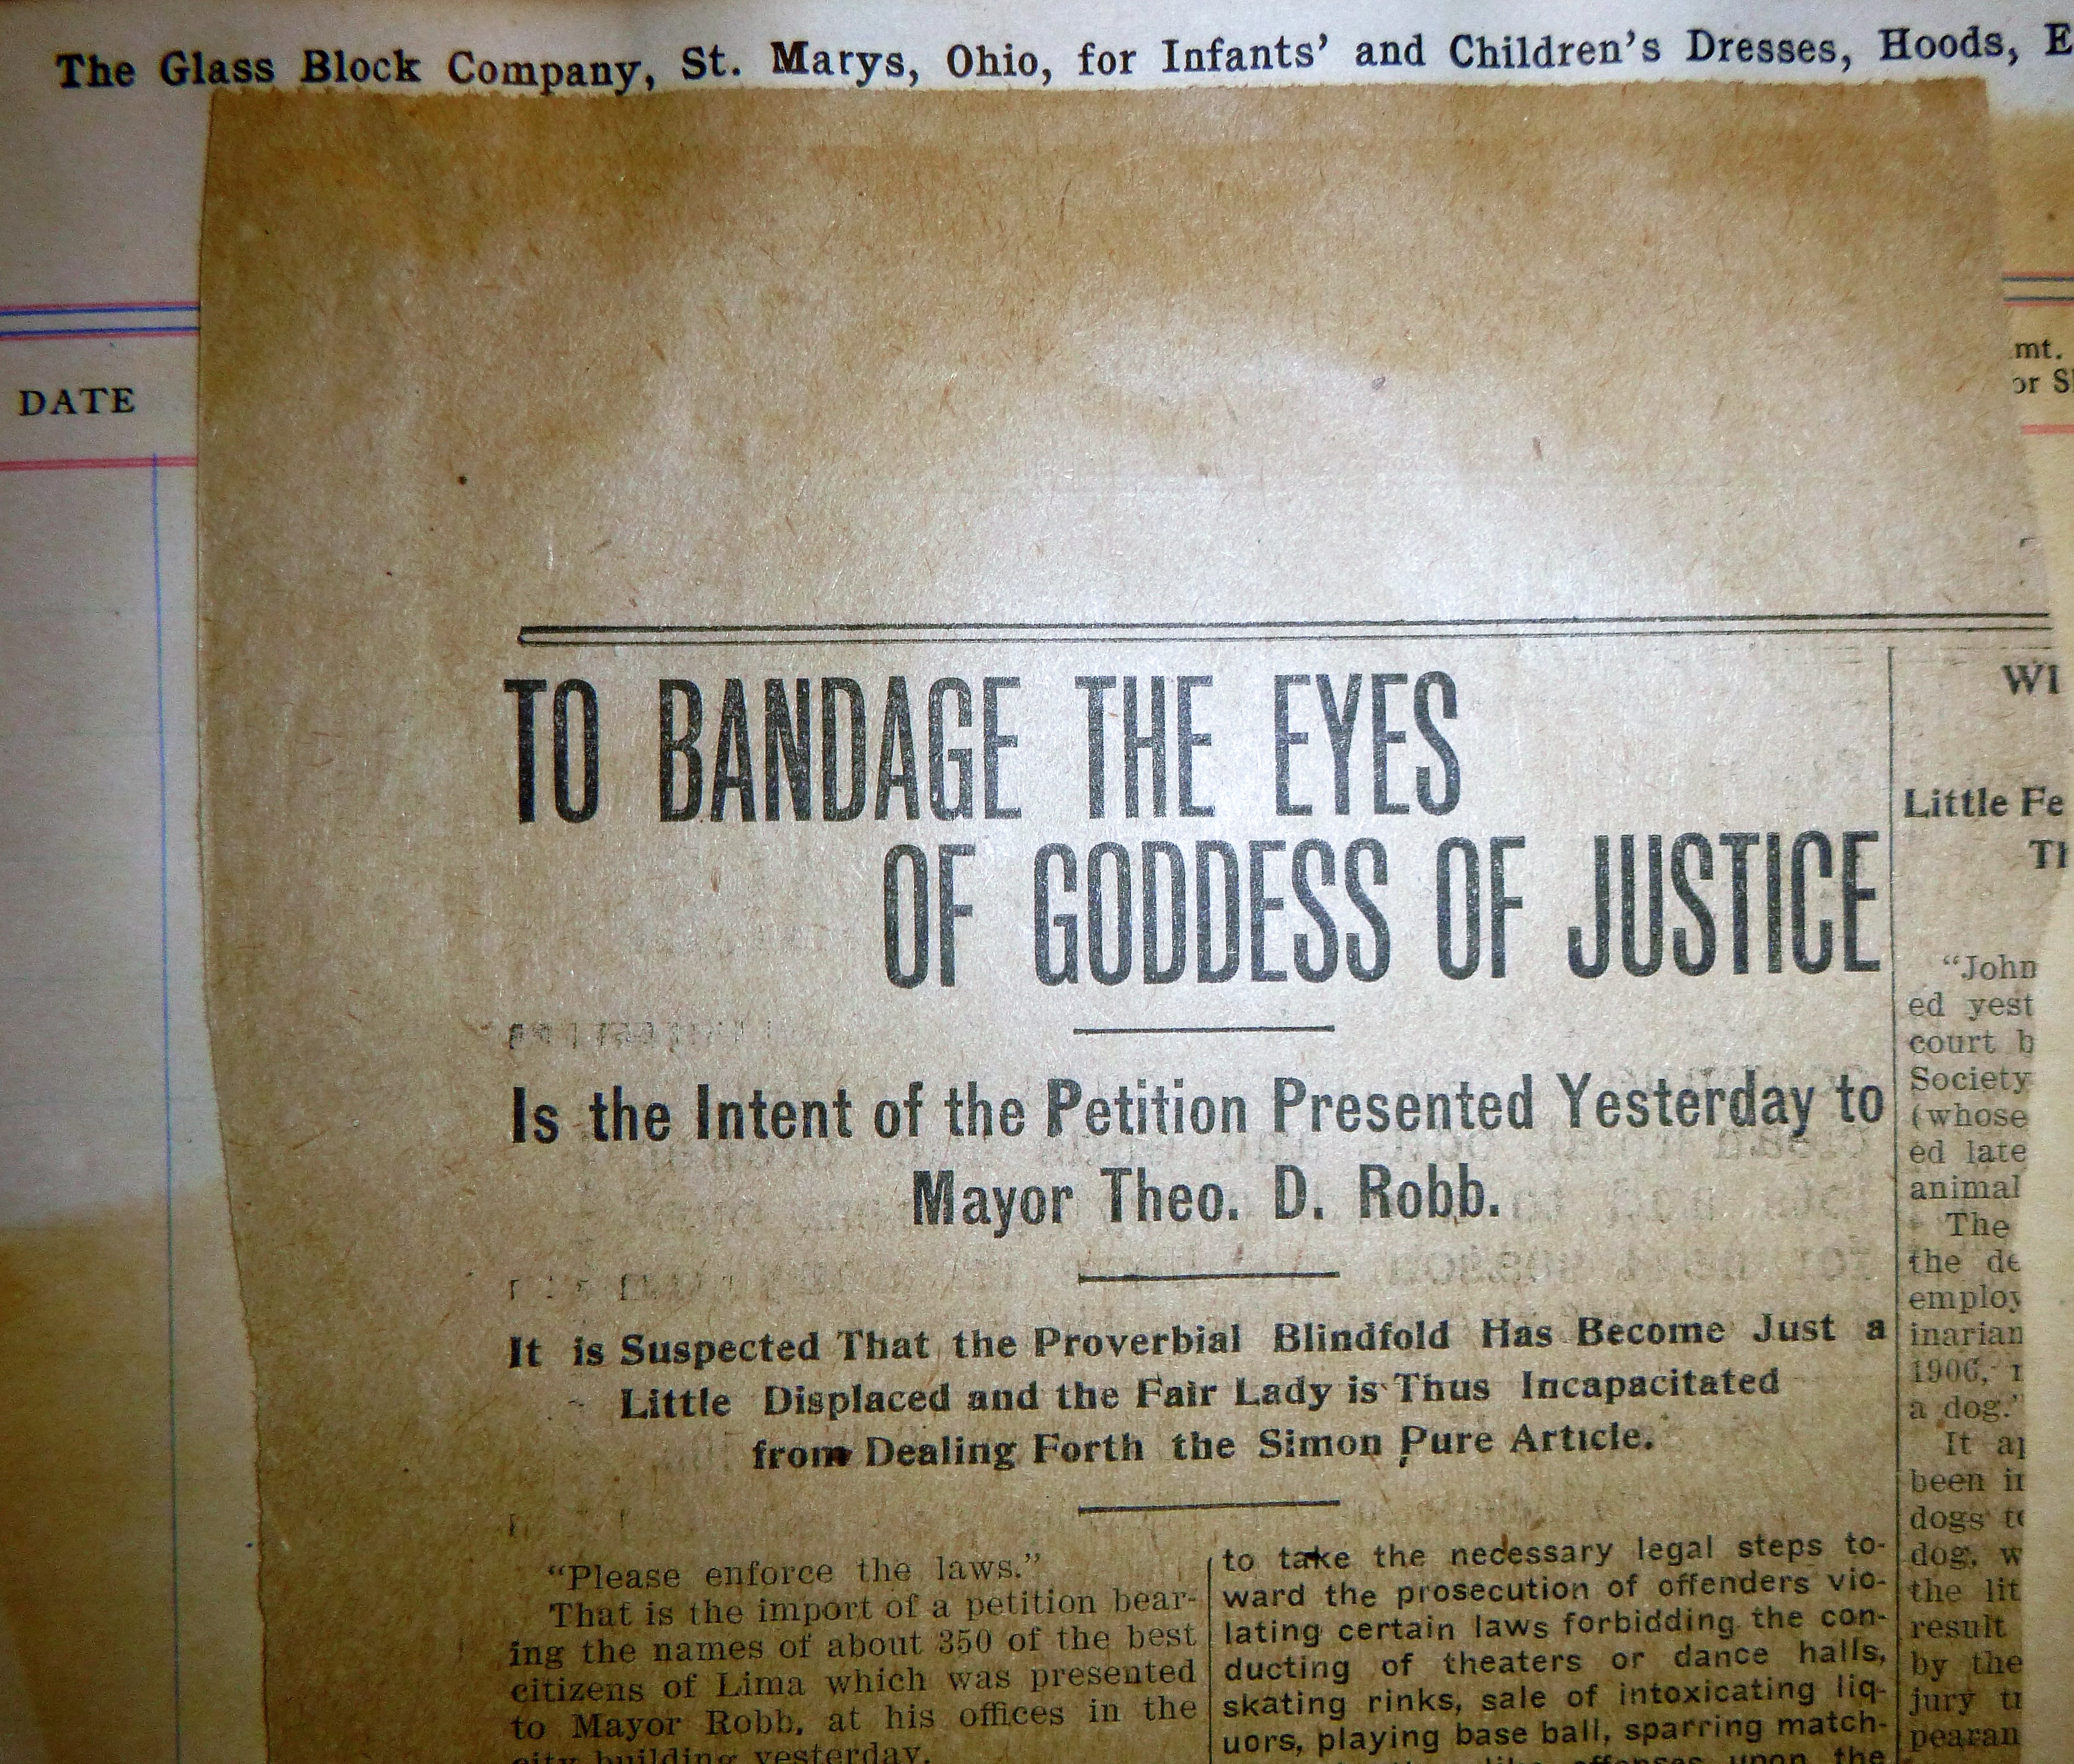 The Glass Block Company, St. Marys, Ohio, for Infants' and Children's Dresses, Hoods,
DATE
mt.
or
TO BANDAGE THE EYES
OF GODDESS OF JUSTICE
Is the Intent of the Petition Presented Yesterday to
Mayor Theo. D. Robb.
It is Suspected That the Proverbial Blindfold Has Become Just a
Little Displaced and the Fair Lady is Thus Incapacitated
from Dealing Forth the Simon Pure Article.
"Please enforce the laws."
That is the import of a petition bear-
ing the names of about 350 of the best
citizens of Lima which was presented
to Mayor Robb, at his offices in the
city building yesterday.
to take the necessary legal steps to-
ward the prosecution of offenders vio-
lating certain laws forbidding the con-
ducting of theaters or dance halls,
skating rinks, sale of intoxicating liq-
uors, playing base ball, sparring match-
like offenses upon the
WI
Little Fe
"John
ed yest
court b
Society
(whose
ed late
animal
The
the de
employ
inarian
1906,
a dog."
It
been
dogs
dog, w
the lit
result
by the
jury
pearan